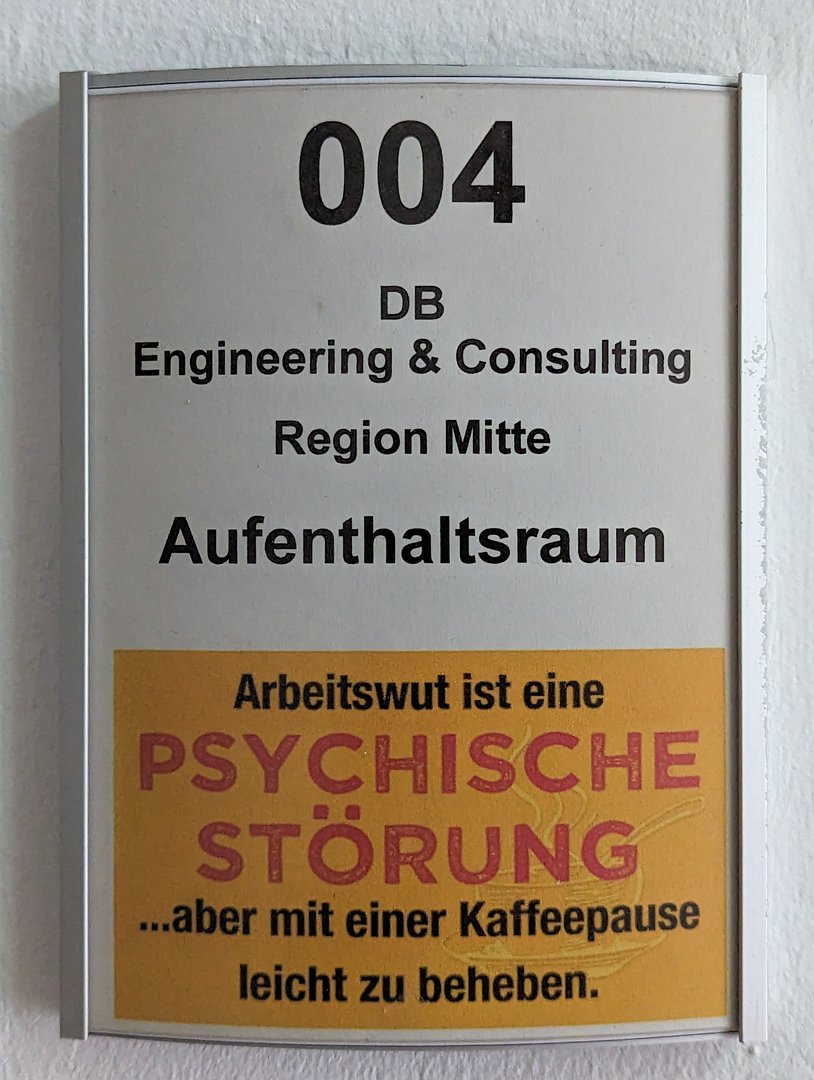 004
DB
Engineering & Consulting
Region Mitte
Aufenthaltsraum
Arbeitswut ist eine
PSYCHISCHE
STÖRUNG
...aber mit einer Kaffeepause
leicht zu beheben.